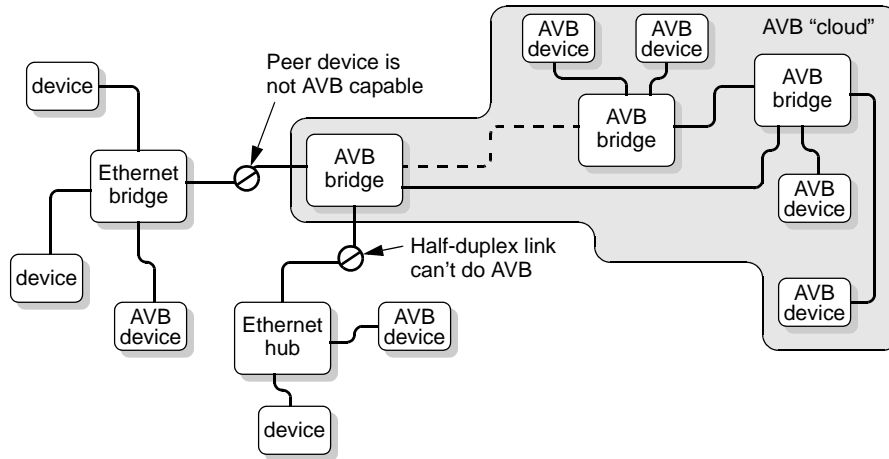 AVB "cloud"
AVB
device
AVB
device
Peer device is
not AVB capable
device
AVB
bridge
AVB
bridge
Ethernet
bridge
AVB
bridge
AVB
device
Half-duplex link
can't do AVB
device
AVB
device
AVB
device
Ethernet
hub
AVB
device
device